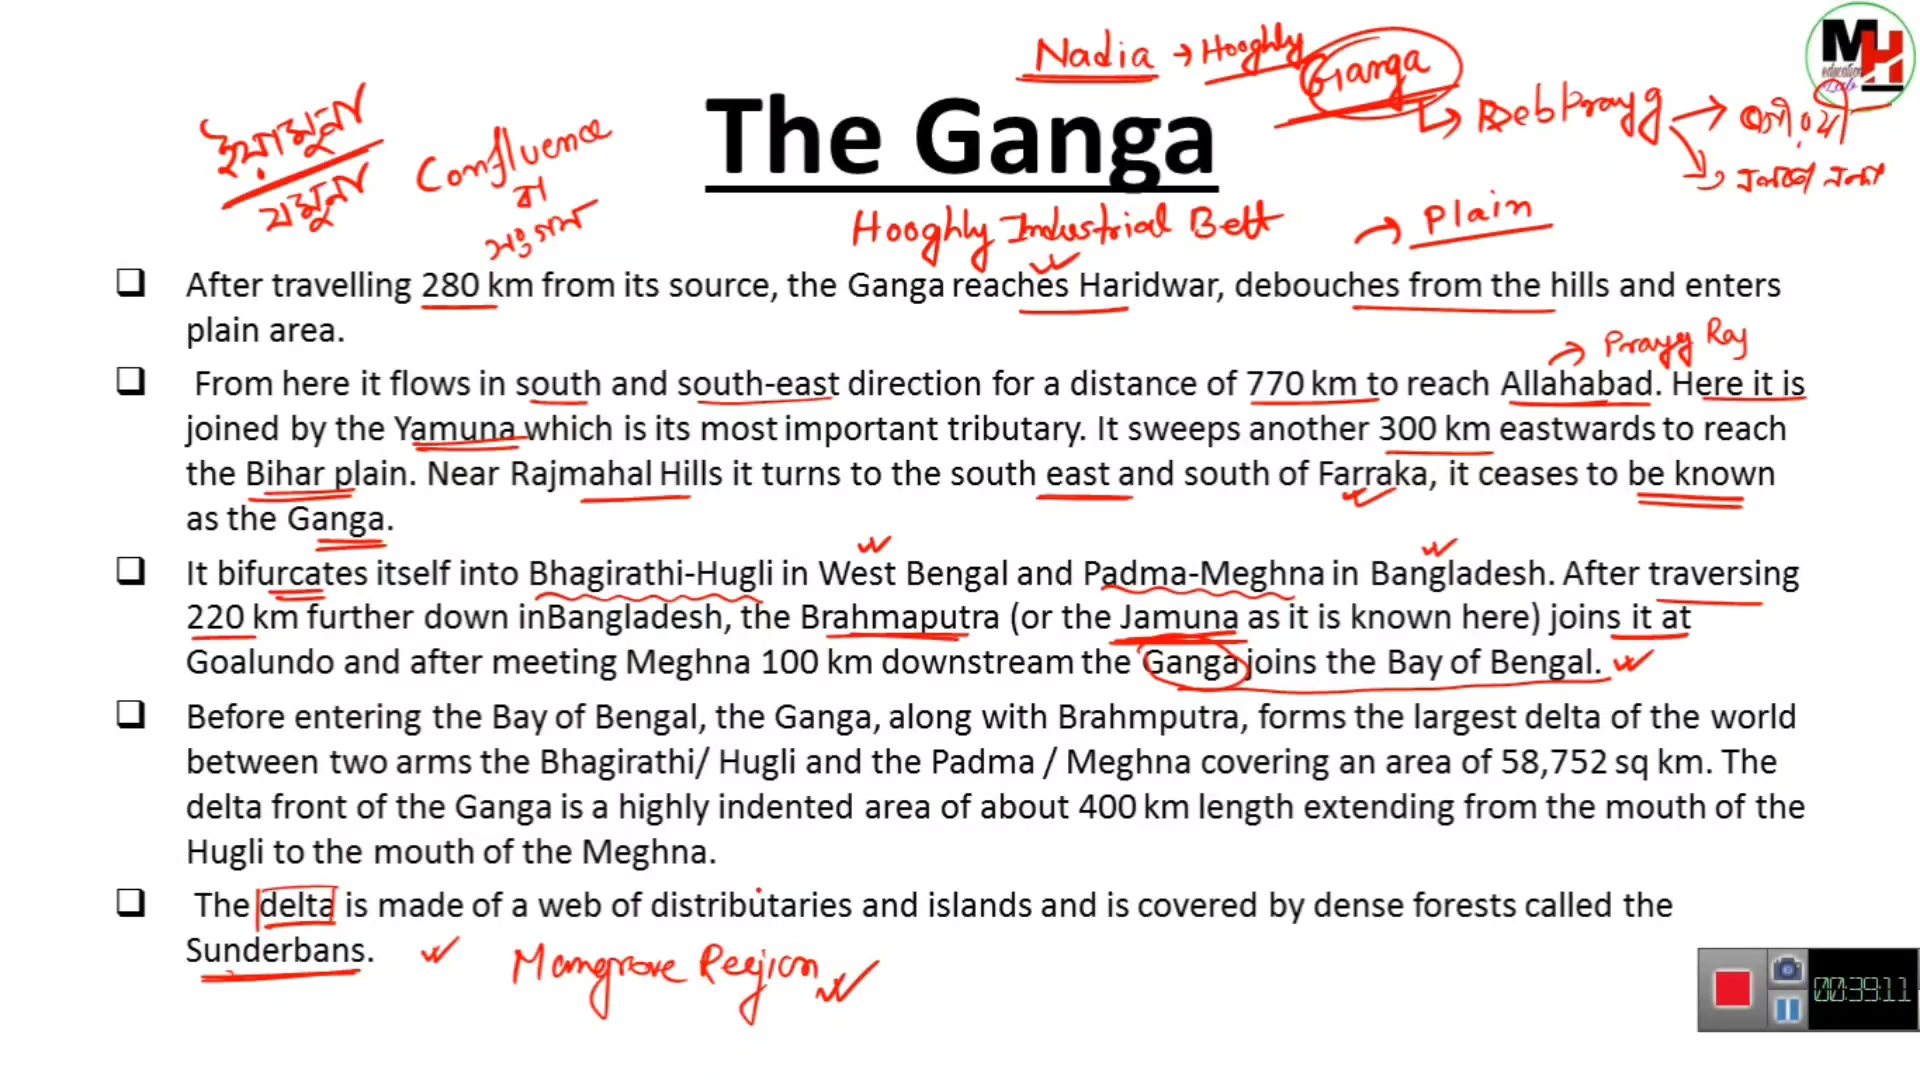 Nadia → Hooghly
Ganga
DebPrayg
The Ganga
Confluence
বা
সংগম
যমুনা
Hooghly Industrial Belt
→ Plain
❑ After travelling 280 km from its source, the Ganga reaches Haridwar, debouches from the hills and enters
plain area.
→ Prayg Raj
❑ From here it flows in south and south-east direction for a distance of 770 km to reach Allahabad. Here it is
joined by the Yamuna which is its most important tributary. It sweeps another 300 km eastwards to reach
the Bihar plain. Near Rajmahal Hills it turns to the south east and south of Farraka, it ceases to be known
as the Ganga.
❑ It bifurcates itself into Bhagirathi-Hugli in West Bengal and Padma-Meghna in Bangladesh. After traversing
220 km further down inBangladesh, the Brahmaputra (or the Jamuna as it is known here) joins it at
Goalundo and after meeting Meghna 100 km downstream the Ganga joins the Bay of Bengal.
❑ Before entering the Bay of Bengal, the Ganga, along with Brahmputra, forms the largest delta of the world
between two arms the Bhagirathi/ Hugli and the Padma / Meghna covering an area of 58,752 sq km. The
delta front of the Ganga is a highly indented area of about 400 km length extending from the mouth of the
Hugli to the mouth of the Meghna.
❑ The delta is made of a web of distributaries and islands and is covered by dense forests called the
Sunderbans.
Mangrove Region
MH
education
Lab
00:39:11